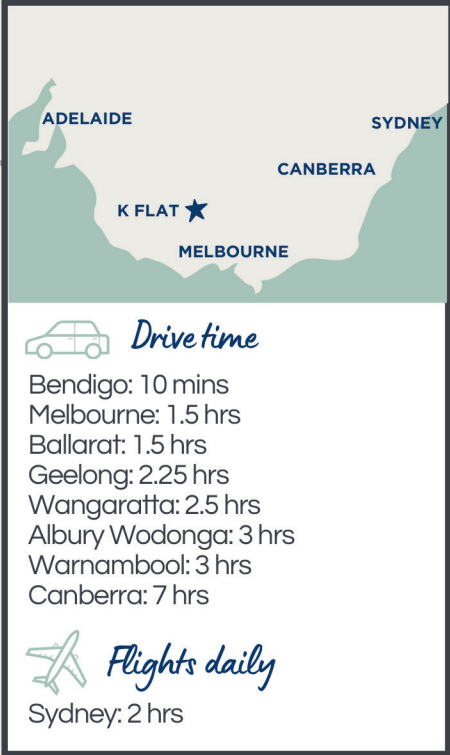 ADELAIDE
SYDNEY
CANBERRA
K FLAT
MELBOURNE
Drive time
Bendigo: 10 mins
Melbourne: 1.5 hrs
Ballarat: 1.5 hrs
Geelong: 2.25 hrs
Wangaratta: 2.5 hrs
Albury Wodonga: 3 hrs
Warnambool: 3 hrs
Canberra: 7 hrs
Flights daily
Sydney: 2 hrs